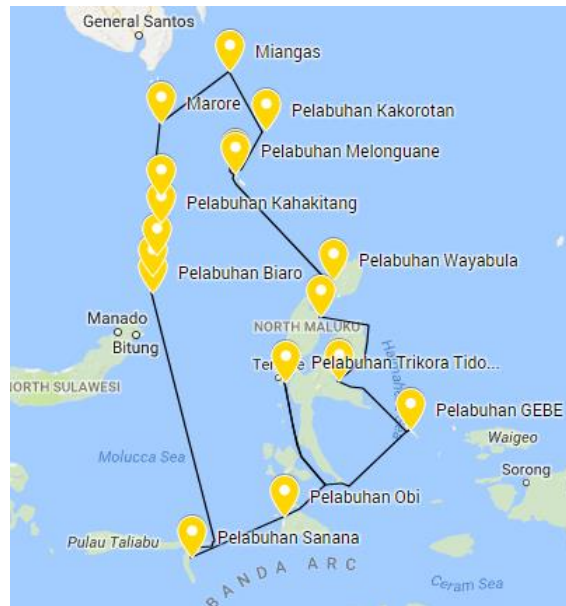 General Santos
Miangas
Marore
Pelabuhan Kakorotan
Pelabuhan Melonguane
Pelabuhan Kahakitang
Pelabuhan Wayabula
Pelabuhan Biaro
Manado
Bitung
NORTH MALUKU
ORTH SULAWESI
Pelabuhan Trikora Tido...
Pelabuhan GEBE
Waigeo
Molucca Sea
Sorong
Pelabuhan Obi
Pulau Taliabu
Pelabuhan Sanana
BANDA ARC
Ceram Sea